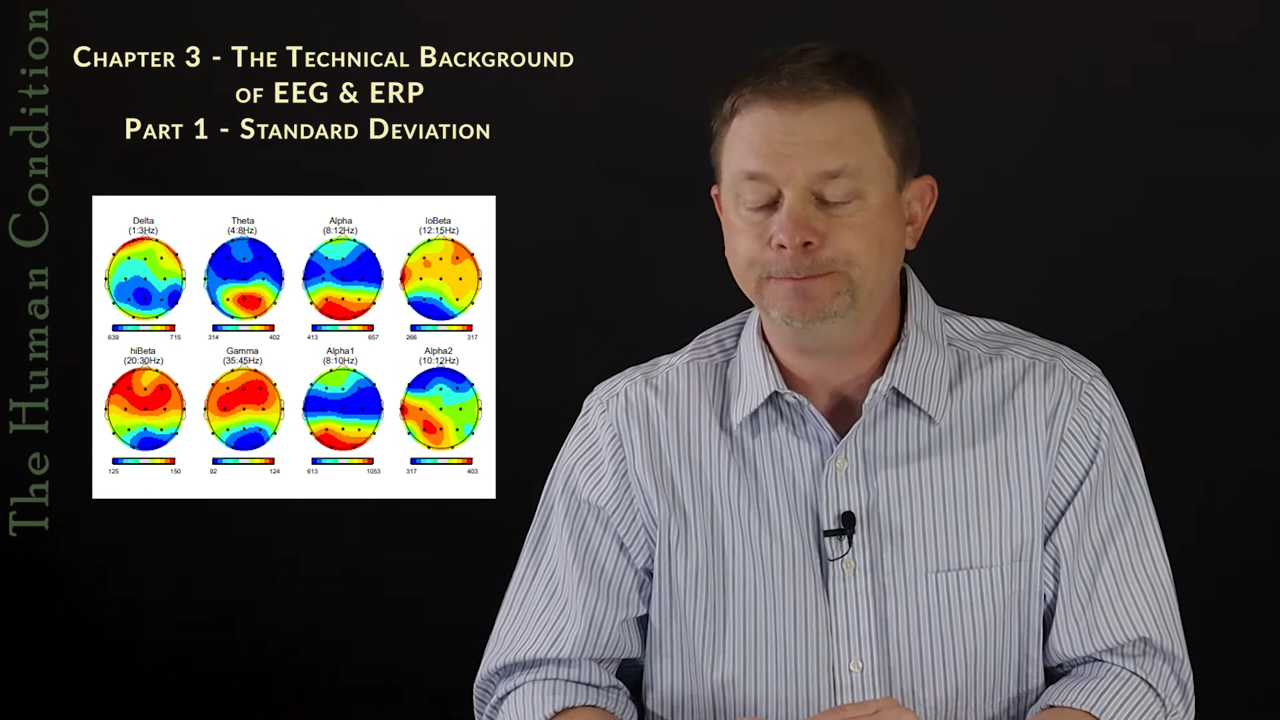 The Human Condition
Chapter 3 - The Technical Background
of EEG & ERP
Part 1 - Standard Deviation
Delta Theta Alpha loBeta
(1:3Hz) (4:8Hz) (8:12Hz) (12:15Hz)
639 715 314 402 413 657 266 317
hiBeta Gamma Alpha1 Alpha2
(20:30Hz) (35:45Hz) (8:10Hz) (10:12Hz)
125 150 92 124 613 1053 317 403